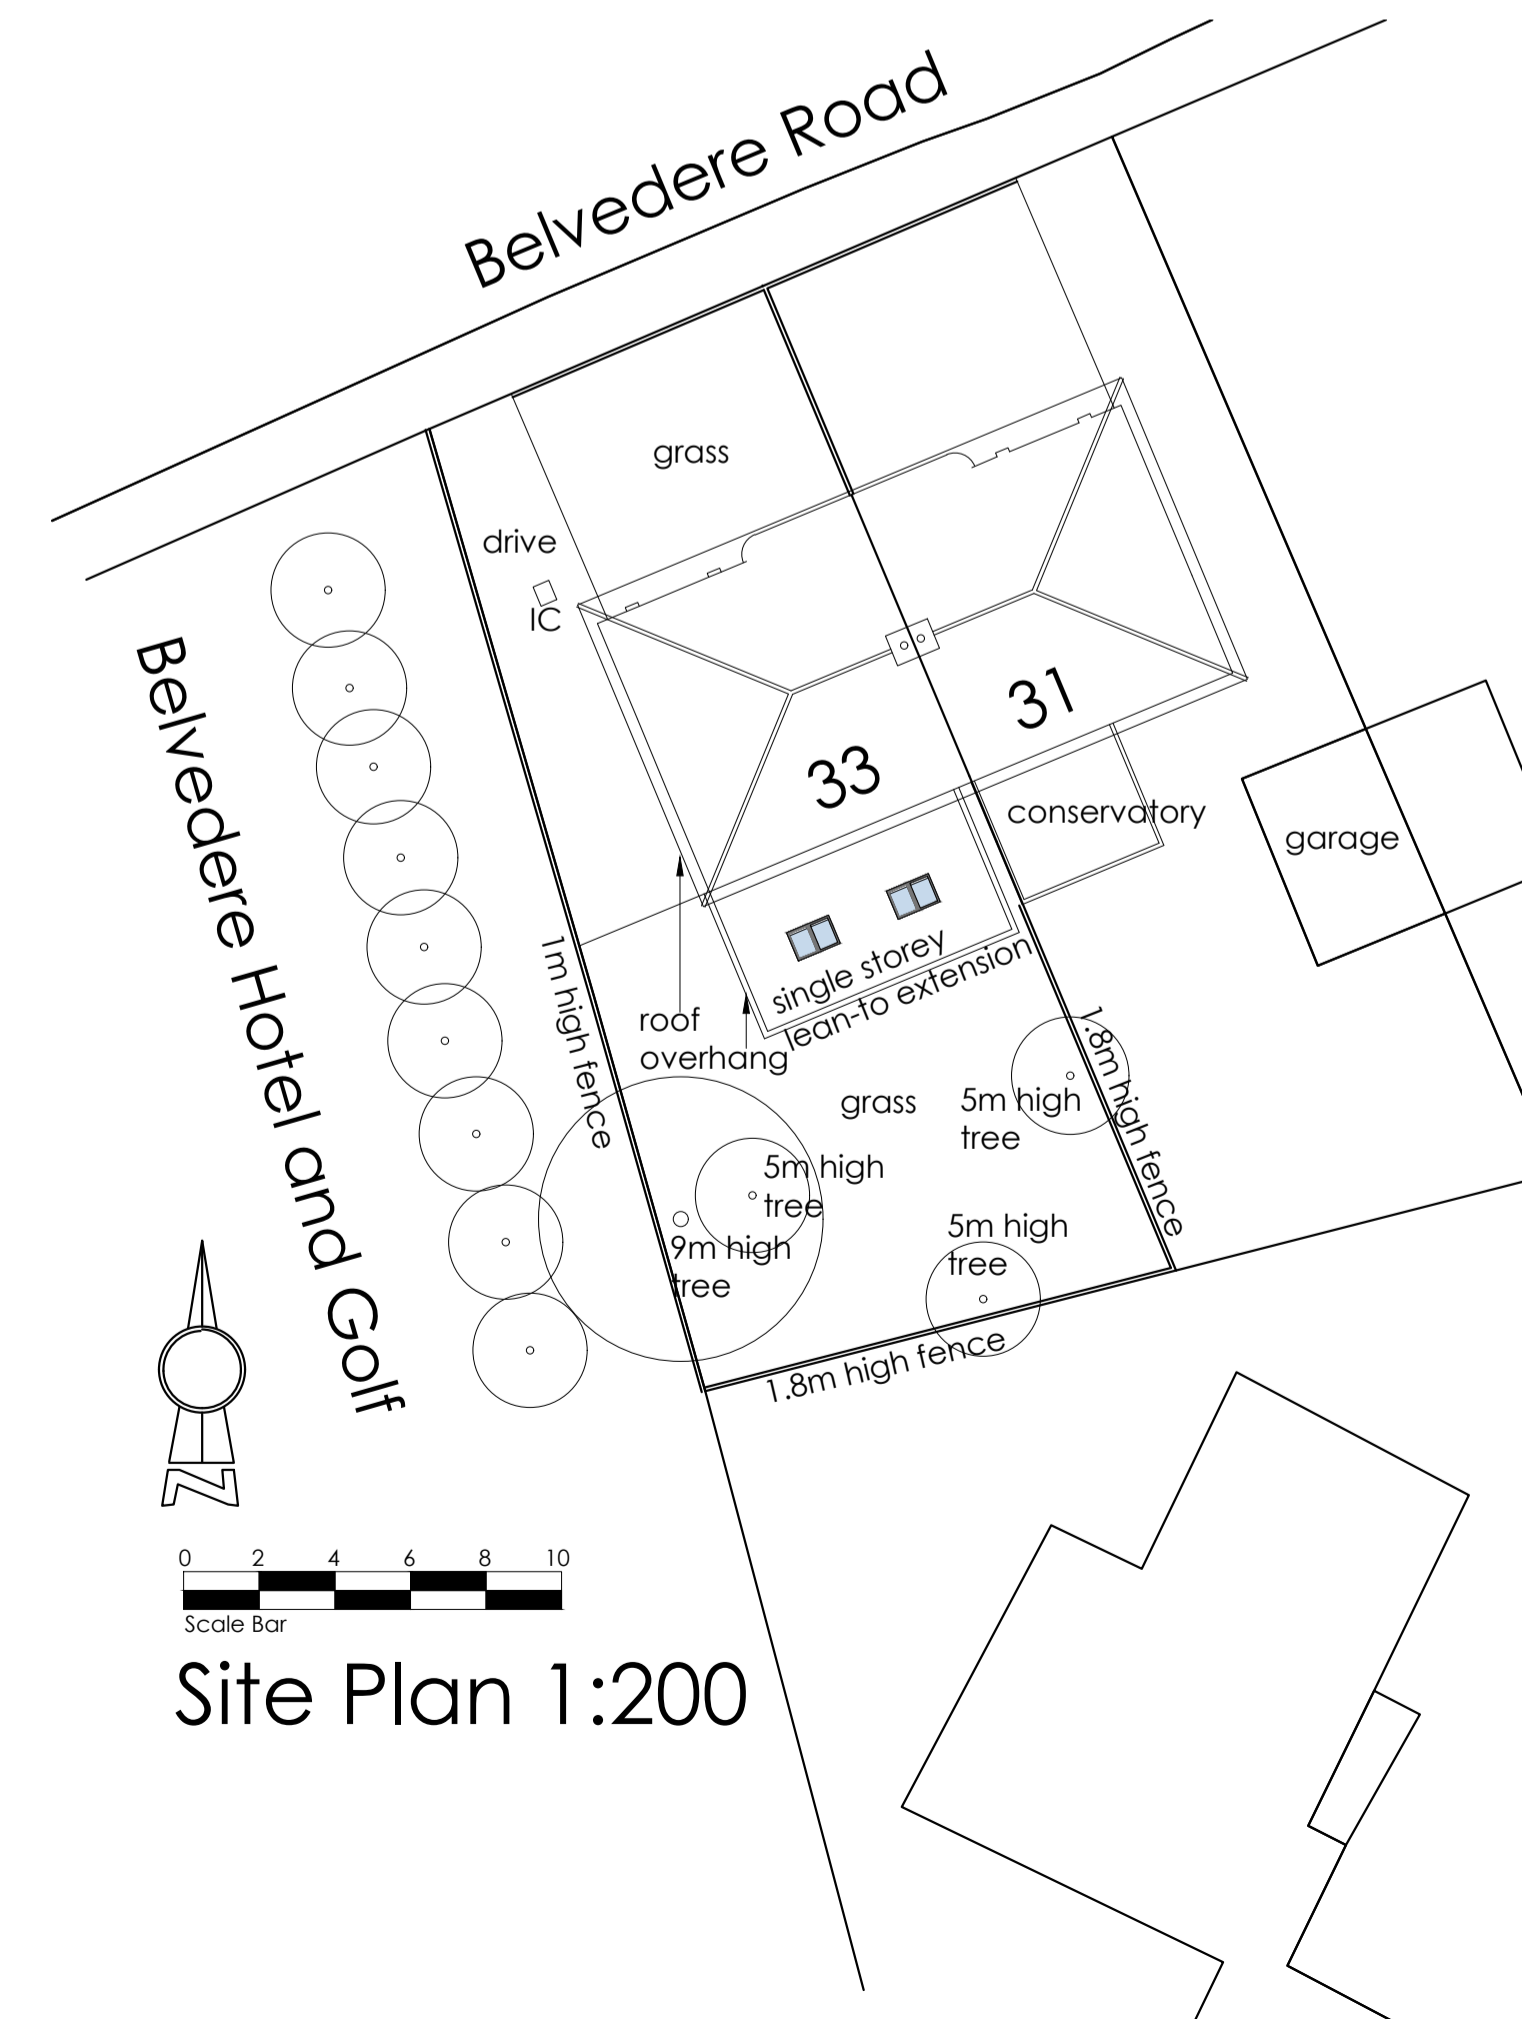 Belvedere Road
grass
drive
IC
Belvedere Hotel and Golf
31
33
conservatory
garage
single storey
lean-to extension
1m high fence
roof
overhang
1.8m high fence
grass
5m high
tree
5m high
tree
9m high
tree
5m high
tree
1.8m high fence
N
0 2 4 6 8 10
Scale Bar
Site Plan 1:200